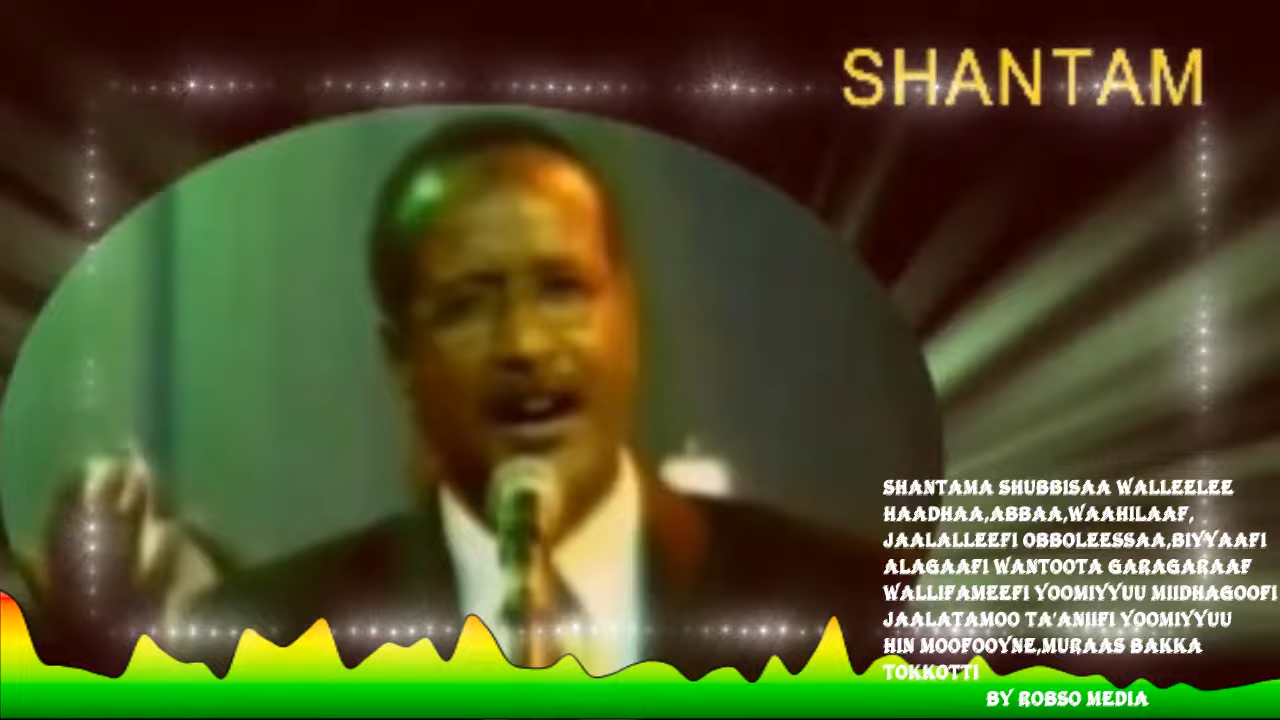 SHANTAM
SHANTAMA SHUBBISAA WALLEELEE
HAADHAA,ABBAA,WAAHILAAF,
JAALALLEEFI OBBOLEESSAA,BIYYAAFI
ALAGAAFI WANTOOTA GARAGARAAF
WALLIFAMEEFI YOOMIYYUU MIIDHAGOOFI
JAALATAMOO TA'ANIIFI YOOMIYYUU
HIN MOOFOOYNE,MURAAS BAKKA
TOKKOTTI
BY ROBSO MEDIA